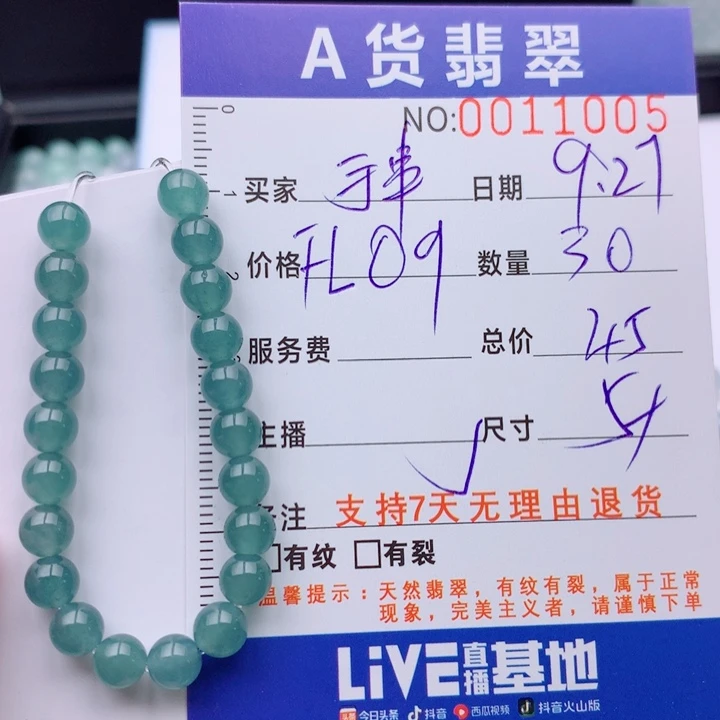 A货翡翠
NO:0011005
买家 手串 日期 9.27
价格 FL09 数量 30
服务费 总价 45
主播 尺寸
备注 支持7天无理由退货
有纹 有裂
温馨提示：天然翡翠，有纹有裂，属于正常
现象，完美主义者，请谨慎下单
LiVE直播基地
今日头条 抖音 西瓜视频 抖音火山版